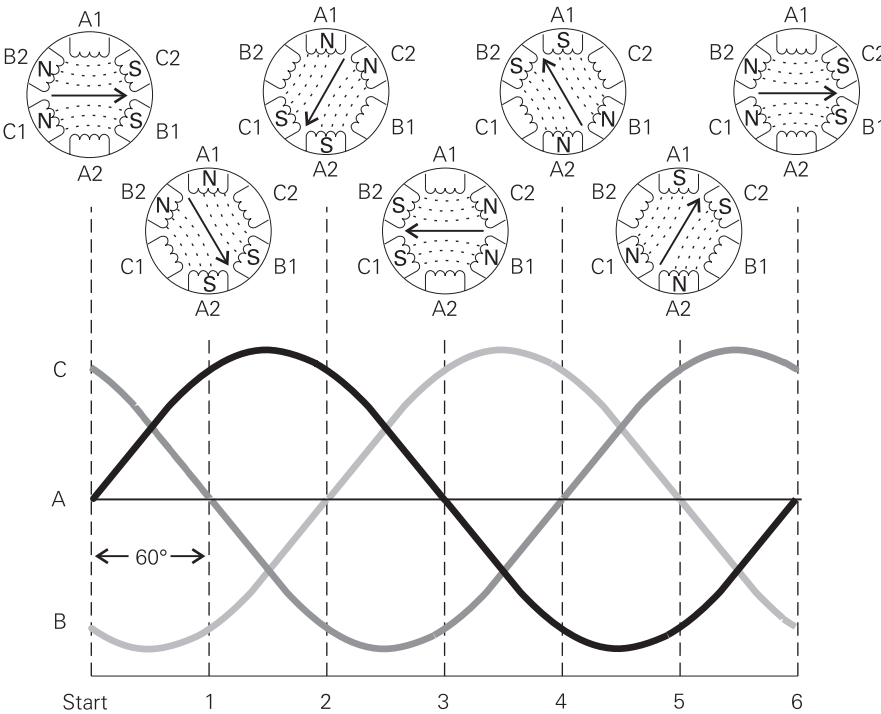 A1
B2 N S C2
C1 N S B1
A2
A1
N
B2 N C2
C1 S B1
S
A2
A1
S
B2 S C2
C1 N B1
N
A2
A1
B2 N S C2
C1 N S B1
A2
A1
N
B2 N C2
C1 S B1
S
A2
A1
B2 S N C2
C1 S N B1
A2
A1
S
B2 S C2
C1 N B1
N
A2
C
A
60°
B
Start 1 2 3 4 5 6